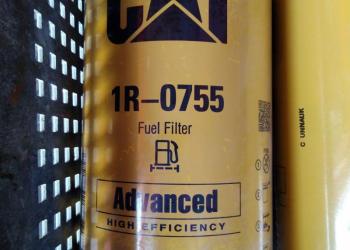 CAT
1R-0755
Fuel Filter
Advanced
HIGH EFFICIENCY